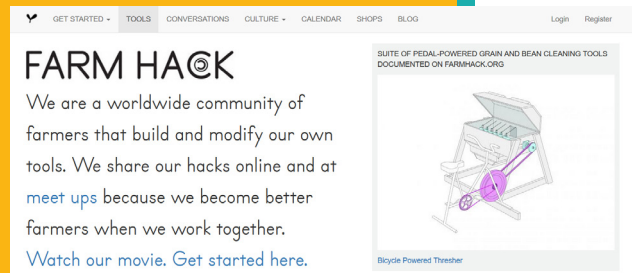 GET STARTED TOOLS CONVERSATIONS CULTURE CALENDAR SHOPS BLOG Login Register
FARM HACK
We are a worldwide community of
farmers that build and modify our own
tools. We share our hacks online and at
meet ups because we become better
farmers when we work together.
Watch our movie. Get started here.
SUITE OF PEDAL-POWERED GRAIN AND BEAN CLEANING TOOLS
DOCUMENTED ON FARMHACK.ORG
Bicycle Powered Thresher